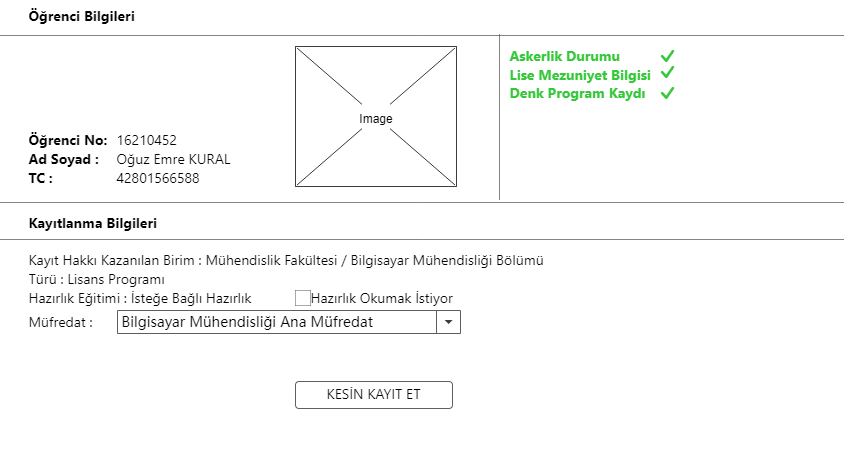 Öğrenci Bilgileri
Image
Askerlik Durumu
Lise Mezuniyet Bilgisi
Denk Program Kaydı
Öğrenci No: 16210452
Ad Soyad : Oğuz Emre KURAL
TC : 42801566588
Kayıtlanma Bilgileri
Kayıt Hakkı Kazanılan Birim : Mühendislik Fakültesi / Bilgisayar Mühendisliği Bölümü
Türü : Lisans Programı
Hazırlık Eğitimi : İsteğe Bağlı Hazırlık Hazırlık Okumak İstiyor
Müfredat : Bilgisayar Mühendisliği Ana Müfredat
KESİN KAYIT ET